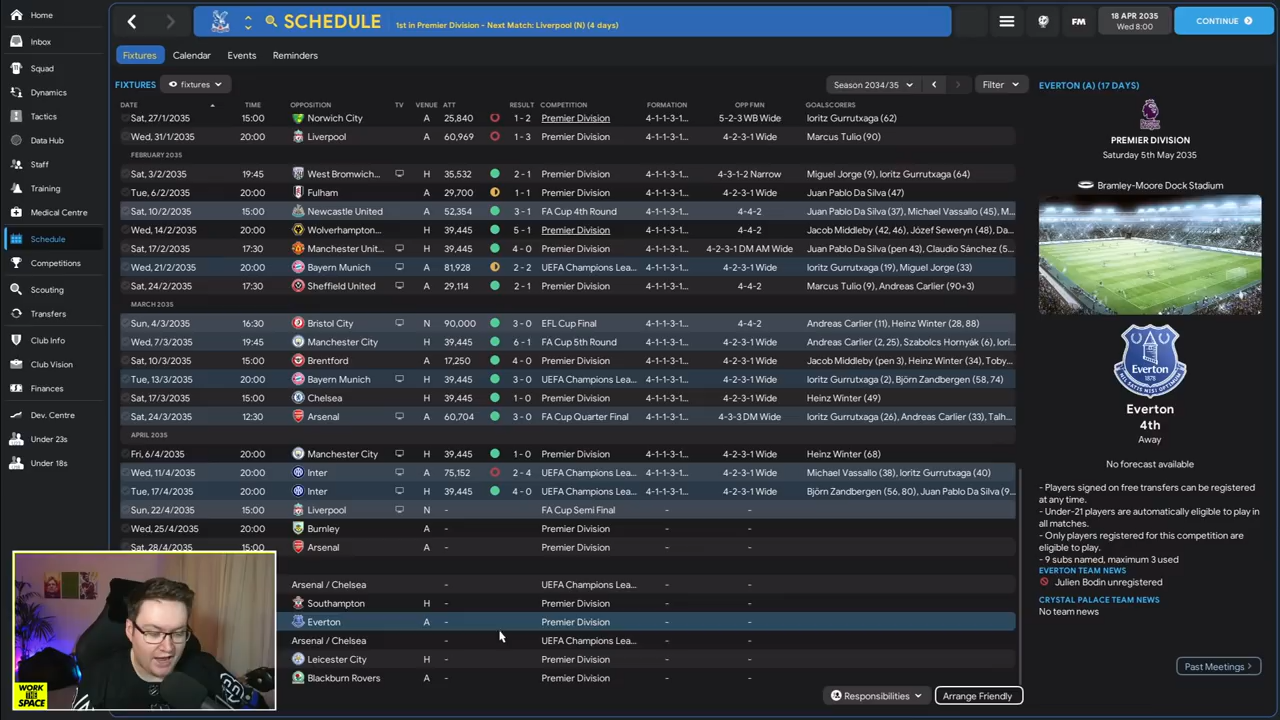 Home
SCHEDULE
1st in Premier Division - Next Match: Liverpool (N) (4 days)
FM
18 APR 2035
Wed 8:00
CONTINUE
Inbox
Squad
Dynamics
Tactics
Data Hub
Staff
Training
Medical Centre
Schedule
Competitions
Scouting
Transfers
Club Info
Club Vision
Finances
Dev. Centre
Under 23s
Under 18s
Fixtures Calendar Events Reminders
FIXTURES fixtures Season 2034/35 Filter
DATE TIME OPPOSITION TV VENUE ATT RESULT COMPETITION FORMATION OPP FMN GOALSCORERS
Sat, 27/1/2035 15:00 Norwich City A 25,840 1 - 2 Premier Division 4-1-1-3-1... 5-2-3 WB Wide Ioritz Gurrutxaga (62)
Wed, 31/1/2035 20:00 Liverpool A 60,969 1 - 3 Premier Division 4-1-1-3-1... 4-2-3-1 Wide Marcus Tulio (90)
FEBRUARY 2035
Sat, 3/2/2035 19:45 West Bromwich... H 35,532 2 - 1 Premier Division 4-1-1-3-1... 4-3-1-2 Narrow Miguel Jorge (9), Ioritz Gurrutxaga (64)
Tue, 6/2/2035 20:00 Fulham A 29,700 1 - 1 Premier Division 4-1-1-3-1... 4-2-3-1 Wide Juan Pablo Da Silva (47)
Sat, 10/2/2035 15:00 Newcastle United A 52,354 3 - 1 FA Cup 4th Round 4-1-1-3-1... 4-4-2 Juan Pablo Da Silva (37), Michael Vassallo (45), M...
Wed, 14/2/2035 20:00 Wolverhampton... H 39,445 5 - 1 Premier Division 4-1-1-3-1... 4-2-3-1 Wide Jacob Middleby (42, 46), Józef Seweryn (48), Da...
Sat, 17/2/2035 17:30 Manchester Unit... H 39,445 4 - 0 Premier Division 4-1-1-3-1... 4-2-3-1 DM AM Wide Juan Pablo Da Silva (pen 43), Claudio Sánchez (5...
Wed, 21/2/2035 20:00 Bayern Munich A 81,928 2 - 2 UEFA Champions Lea... 4-1-1-3-1... 4-2-3-1 Wide Ioritz Gurrutxaga (19), Miguel Jorge (33)
Sat, 24/2/2035 17:30 Sheffield United A 29,114 2 - 1 Premier Division 4-1-1-3-1... 4-4-2 Marcus Tulio (9), Andreas Carlier (90+3)
MARCH 2035
Sun, 4/3/2035 16:30 Bristol City N 90,000 3 - 0 EFL Cup Final 4-1-1-3-1... 4-4-2 Andreas Carlier (11), Heinz Winter (28, 88)
Wed, 7/3/2035 19:45 Manchester City H 39,445 6 - 1 FA Cup 5th Round 4-1-1-3-1... 4-2-3-1 Wide Andreas Carlier (2, 25), Szabolcs Hornyák (6), Iori...
Sat, 10/3/2035 15:00 Brentford A 17,250 4 - 0 Premier Division 4-1-1-3-1... 4-2-3-1 Wide Jacob Middleby (pen 3), Heinz Winter (34), Toby...
Tue, 13/3/2035 20:00 Bayern Munich H 39,445 3 - 0 UEFA Champions Lea... 4-1-1-3-1... 4-2-3-1 Wide Ioritz Gurrutxaga (2), Björn Zandbergen (58, 74)
Sat, 17/3/2035 15:00 Chelsea H 39,445 1 - 0 Premier Division 4-1-1-3-1... 4-2-3-1 Wide Heinz Winter (49)
Sat, 24/3/2035 12:30 Arsenal A 60,704 3 - 0 FA Cup Quarter Final 4-1-1-3-1... 4-3-3 DM Wide Ioritz Gurrutxaga (26), Andreas Carlier (33), Talh...
APRIL 2035
Fri, 6/4/2035 20:00 Manchester City H 39,445 1 - 0 Premier Division 4-1-1-3-1... 4-2-3-1 Wide Heinz Winter (68)
Wed, 11/4/2035 20:00 Inter A 75,152 2 - 4 UEFA Champions Lea... 4-1-1-3-1... 4-2-3-1 Wide Michael Vassallo (38), Ioritz Gurrutxaga (40)
Tue, 17/4/2035 20:00 Inter H 39,445 4 - 0 UEFA Champions Lea... 4-1-1-3-1... 4-2-3-1 Wide Björn Zandbergen (56, 80), Juan Pablo Da Silva (9...
Sun, 22/4/2035 15:00 Liverpool N - FA Cup Semi Final - -
Wed, 25/4/2035 20:00 Burnley A - Premier Division - -
Sat, 28/4/2035 15:00 Arsenal A - Premier Division - -
Arsenal / Chelsea A - UEFA Champions Lea... - -
Southampton H - Premier Division - -
Everton A - Premier Division - -
Arsenal / Chelsea H - UEFA Champions Lea... - -
Leicester City H - Premier Division - -
Blackburn Rovers A - Premier Division - -
Responsibilities Arrange Friendly
EVERTON (A) (17 DAYS)
PREMIER DIVISION
Saturday 5th May 2035
Bramley-Moore Dock Stadium
Everton
1878
Everton
4th
Away
No forecast available
- Players signed on free transfers can be registered
at any time.
- Under-21 players are automatically eligible to play in
all matches.
- Only players registered for this competition are
eligible to play.
- 9 subs named, maximum 3 used
EVERTON TEAM NEWS
Julien Bodin unregistered
CRYSTAL PALACE TEAM NEWS
No team news
Past Meetings >
WORK
THE
SPACE